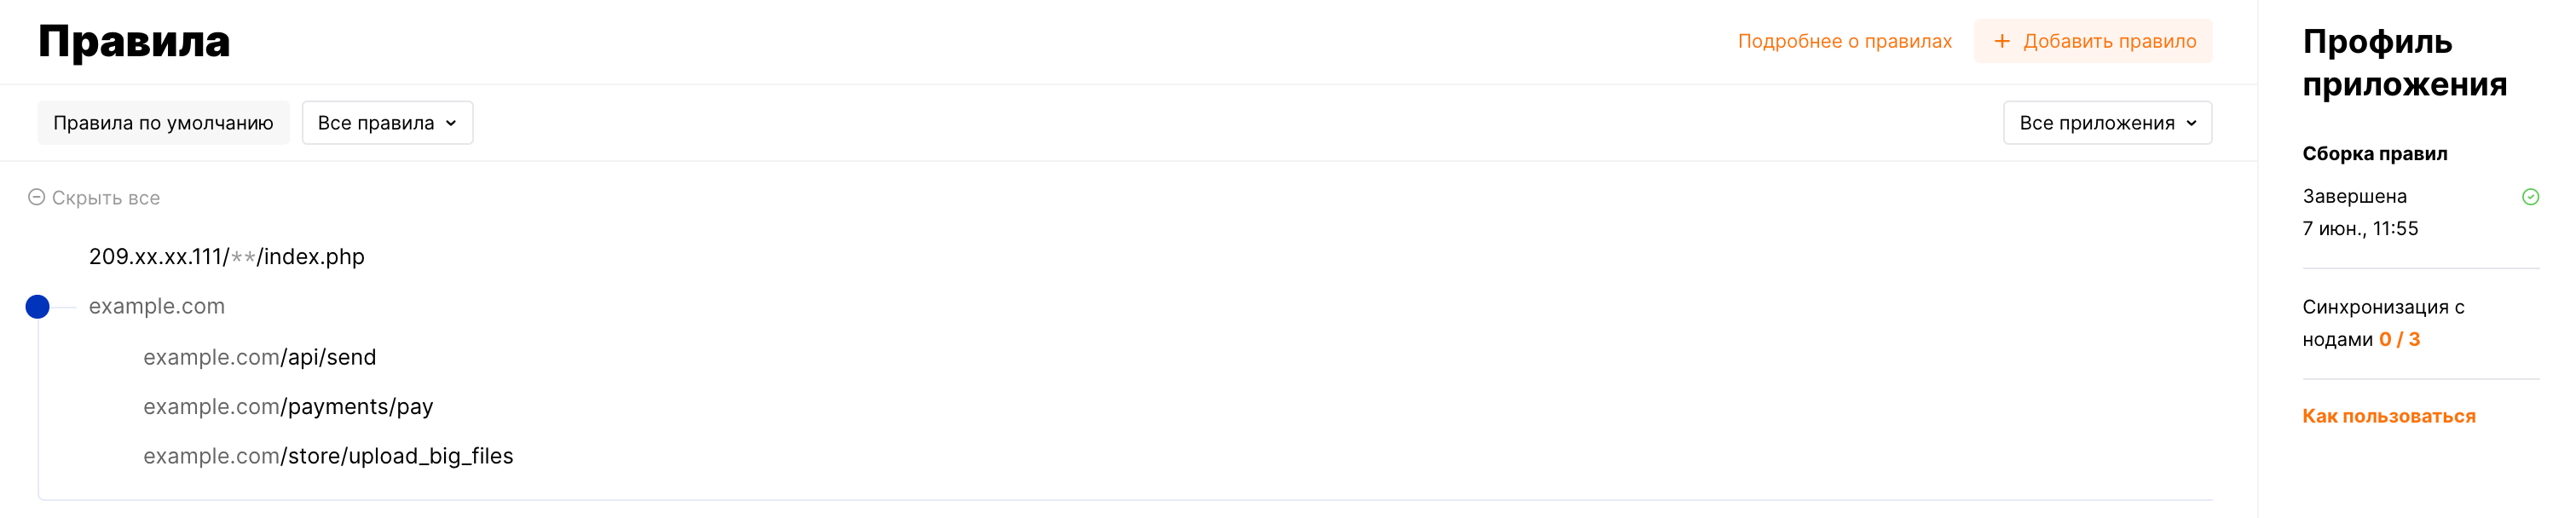 Правила
Подробнее о правилах
+ Добавить правило
Правила по умолчанию
Все правила
Все приложения
Скрыть все
209.xx.xx.111/**/index.php
example.com
example.com/api/send
example.com/payments/pay
example.com/store/upload_big_files
Профиль
приложения
Сборка правил
Завершена
7 июн., 11:55
Синхронизация с
нодами 0 / 3
Как пользоваться